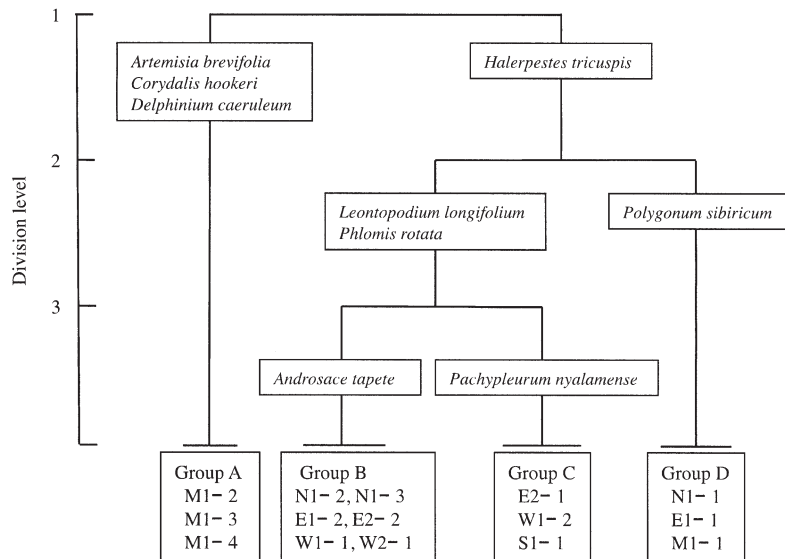 1
Artemisia brevifolia
Corydalis hookeri
Delphinium caeruleum
Halerpestes tricuspis
2
Leontopodium longifolium
Phlomis rotata
Polygonum sibiricum
Division level
3
Androsace tapete
Pachypleurum nyalamense
Group A
M1-2
M1-3
M1-4
Group B
N1-2, N1-3
E1-2, E2-2
W1-1, W2-1
Group C
E2-1
W1-2
S1-1
Group D
N1-1
E1-1
M1-1